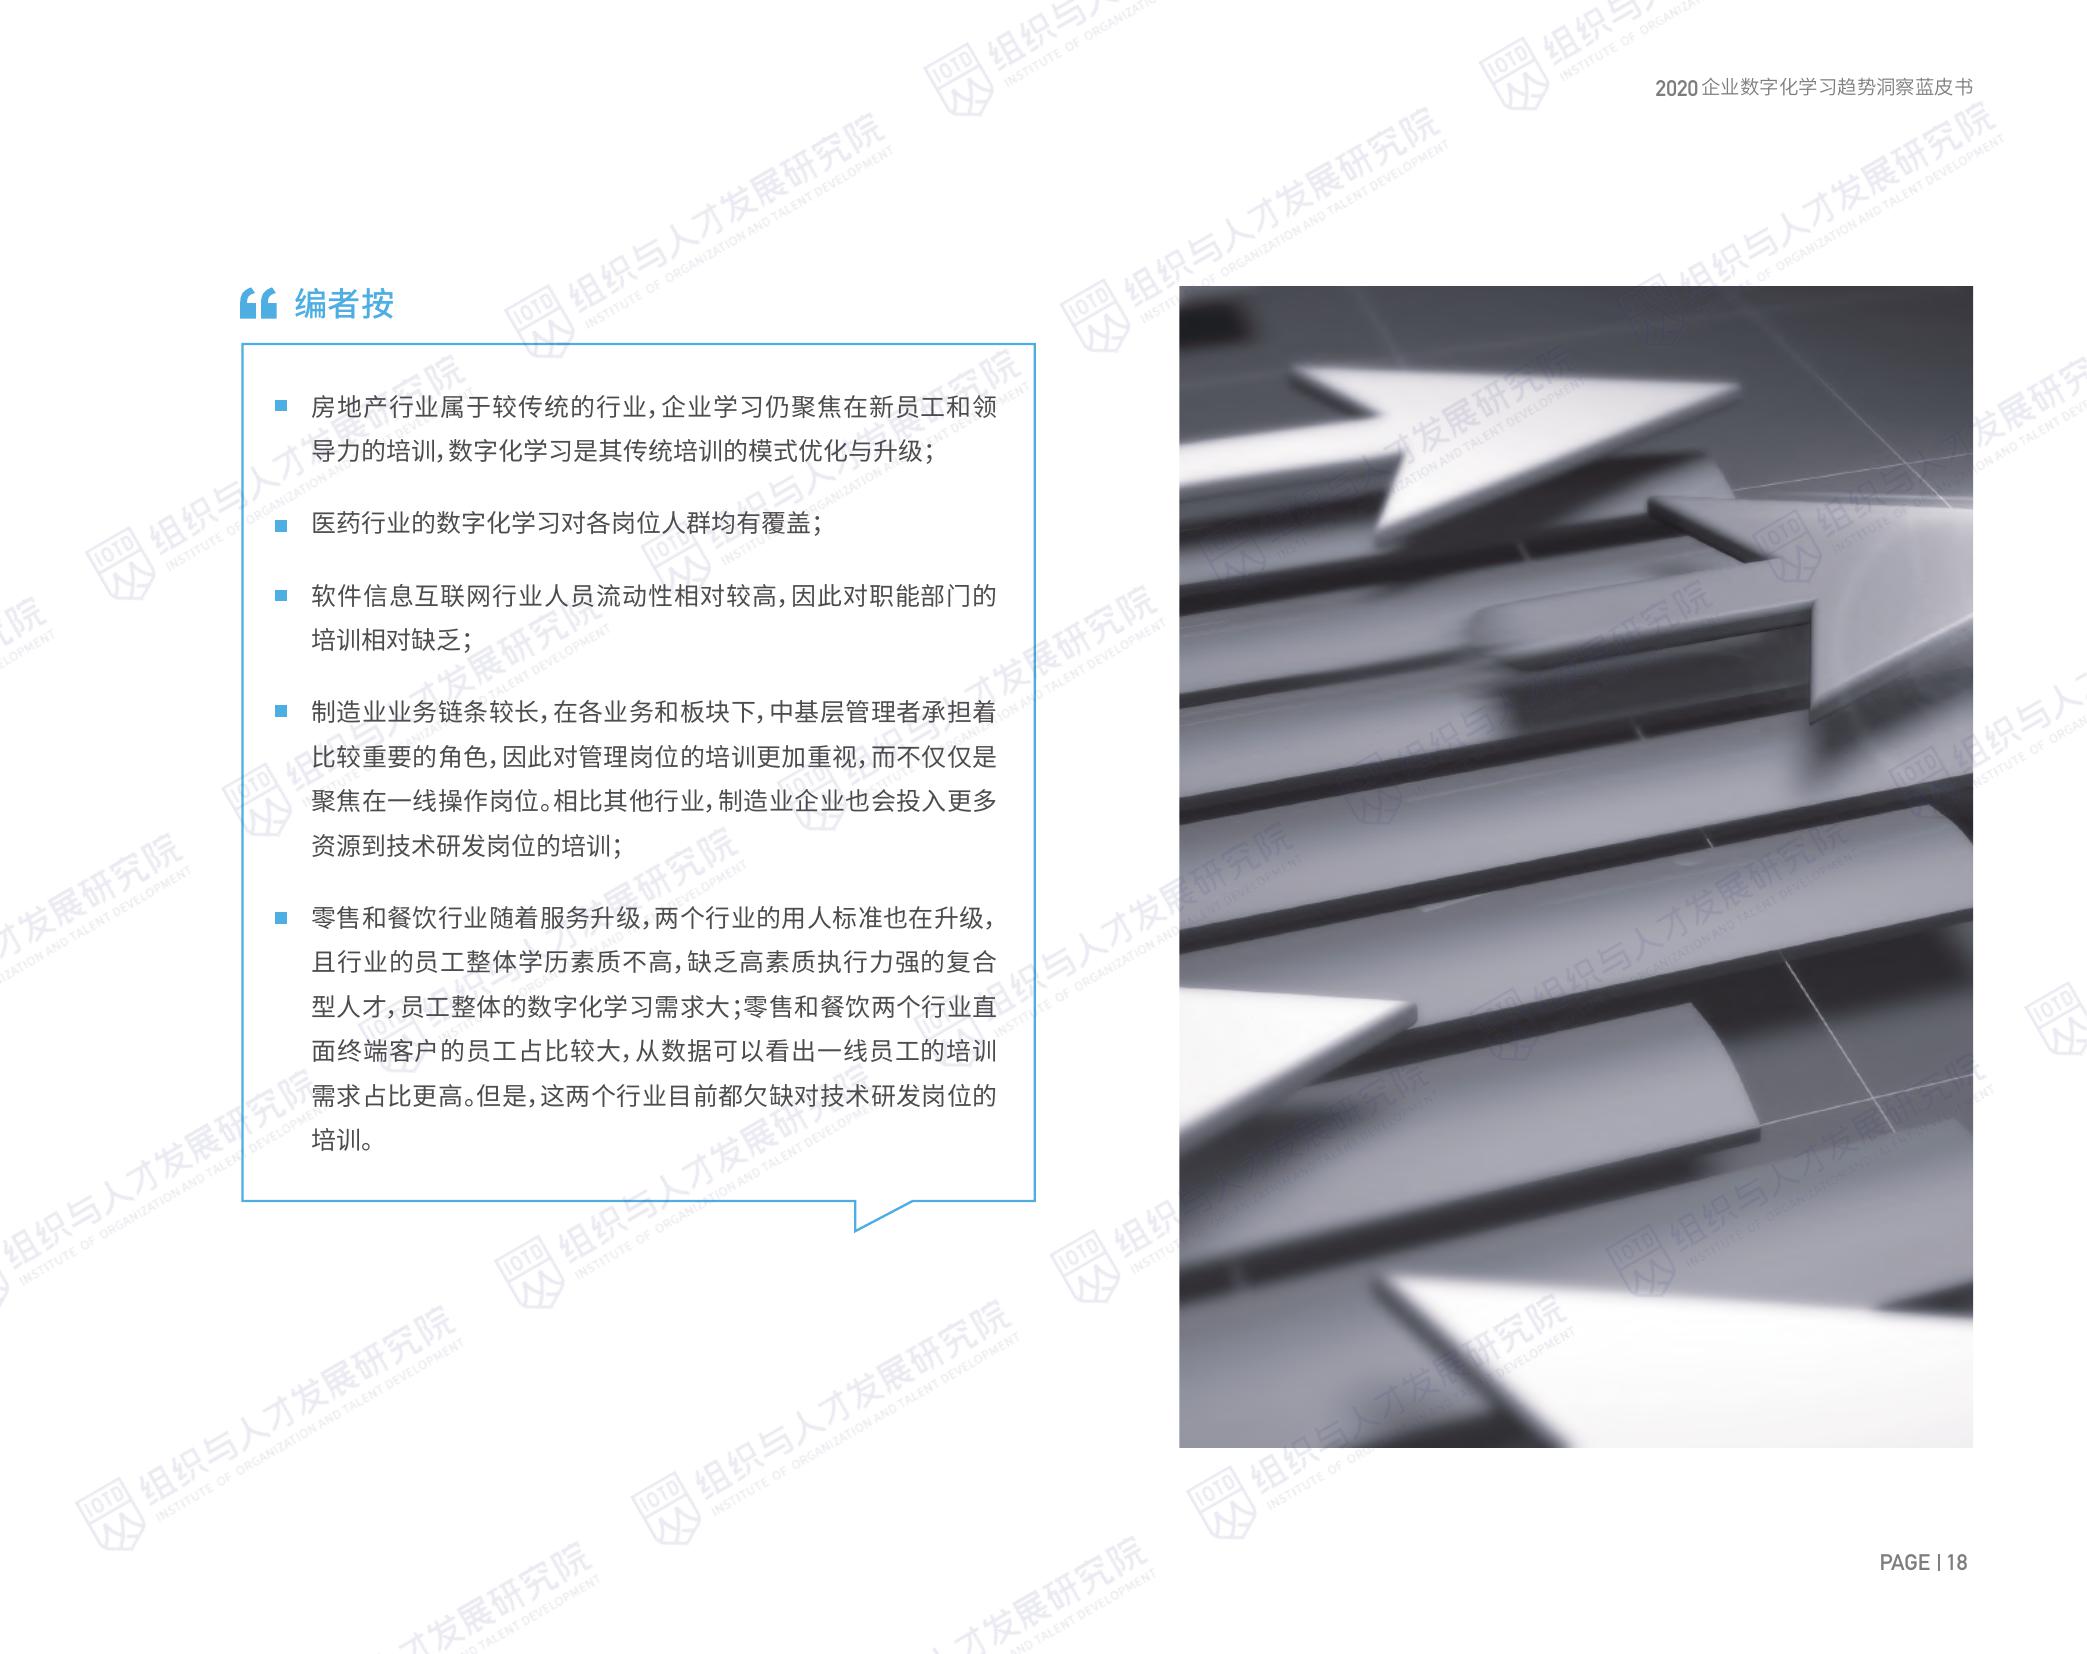 2020企业数字化学习趋势洞察蓝皮书
编者按
房地产行业属于较传统的行业，企业学习仍聚焦在新员工和领
导力的培训，数字化学习是其传统培训的模式优化与升级；
医药行业的数字化学习对各岗位人群均有覆盖；
软件信息互联网行业人员流动性相对较高，因此对职能部门的
培训相对缺乏；
制造业业务链条较长，在各业务和板块下，中基层管理者承担着
比较重要的角色，因此对管理岗位的培训更加重视，而不仅仅是
聚焦在一线操作岗位。相比其他行业，制造业企业也会投入更多
资源到技术研发岗位的培训；
零售和餐饮行业随着服务升级，两个行业的用人标准也在升级，
且行业的员工整体学历素质不高，缺乏高素质执行力强的复合
型人才，员工整体的数字化学习需求大；零售和餐饮两个行业直
面终端客户的员工占比较大，从数据可以看出一线员工的培训
需求占比更高。但是，这两个行业目前都欠缺对技术研发岗位的
培训。
PAGE | 18
IOTD
组织与人才发展研究院
INSTITUTE OF ORGANIZATION AND TALENT DEVELOPMENT